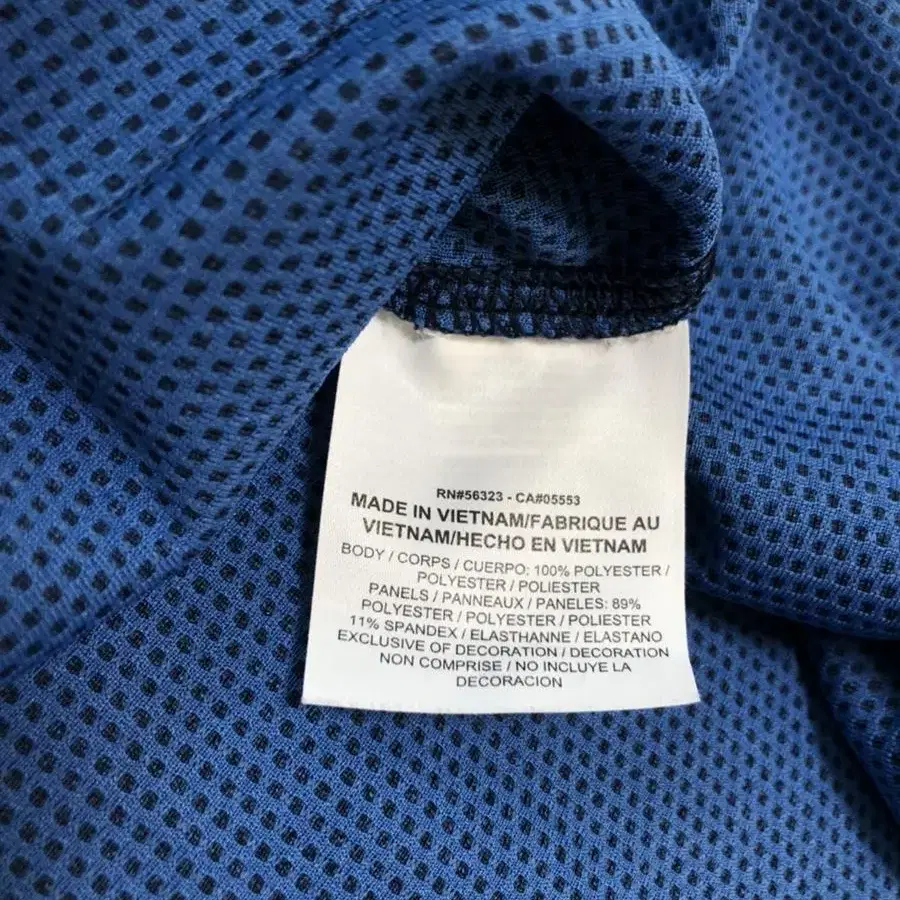 RN#56323 - CA#05553
MADE IN VIETNAM/FABRIQUE AU
VIETNAM/HECHO EN VIETNAM
BODY / CORPS / CUERPO: 100% POLYESTER /
POLYESTER / POLIESTER
PANELS / PANNEAUX / PANELES: 89%
POLYESTER / POLYESTER / POLIESTER
11% SPANDEX / ELASTHANNE / ELASTANO
EXCLUSIVE OF DECORATION / DECORATION
NON COMPRISE / NO INCLUYE LA
DECORACION